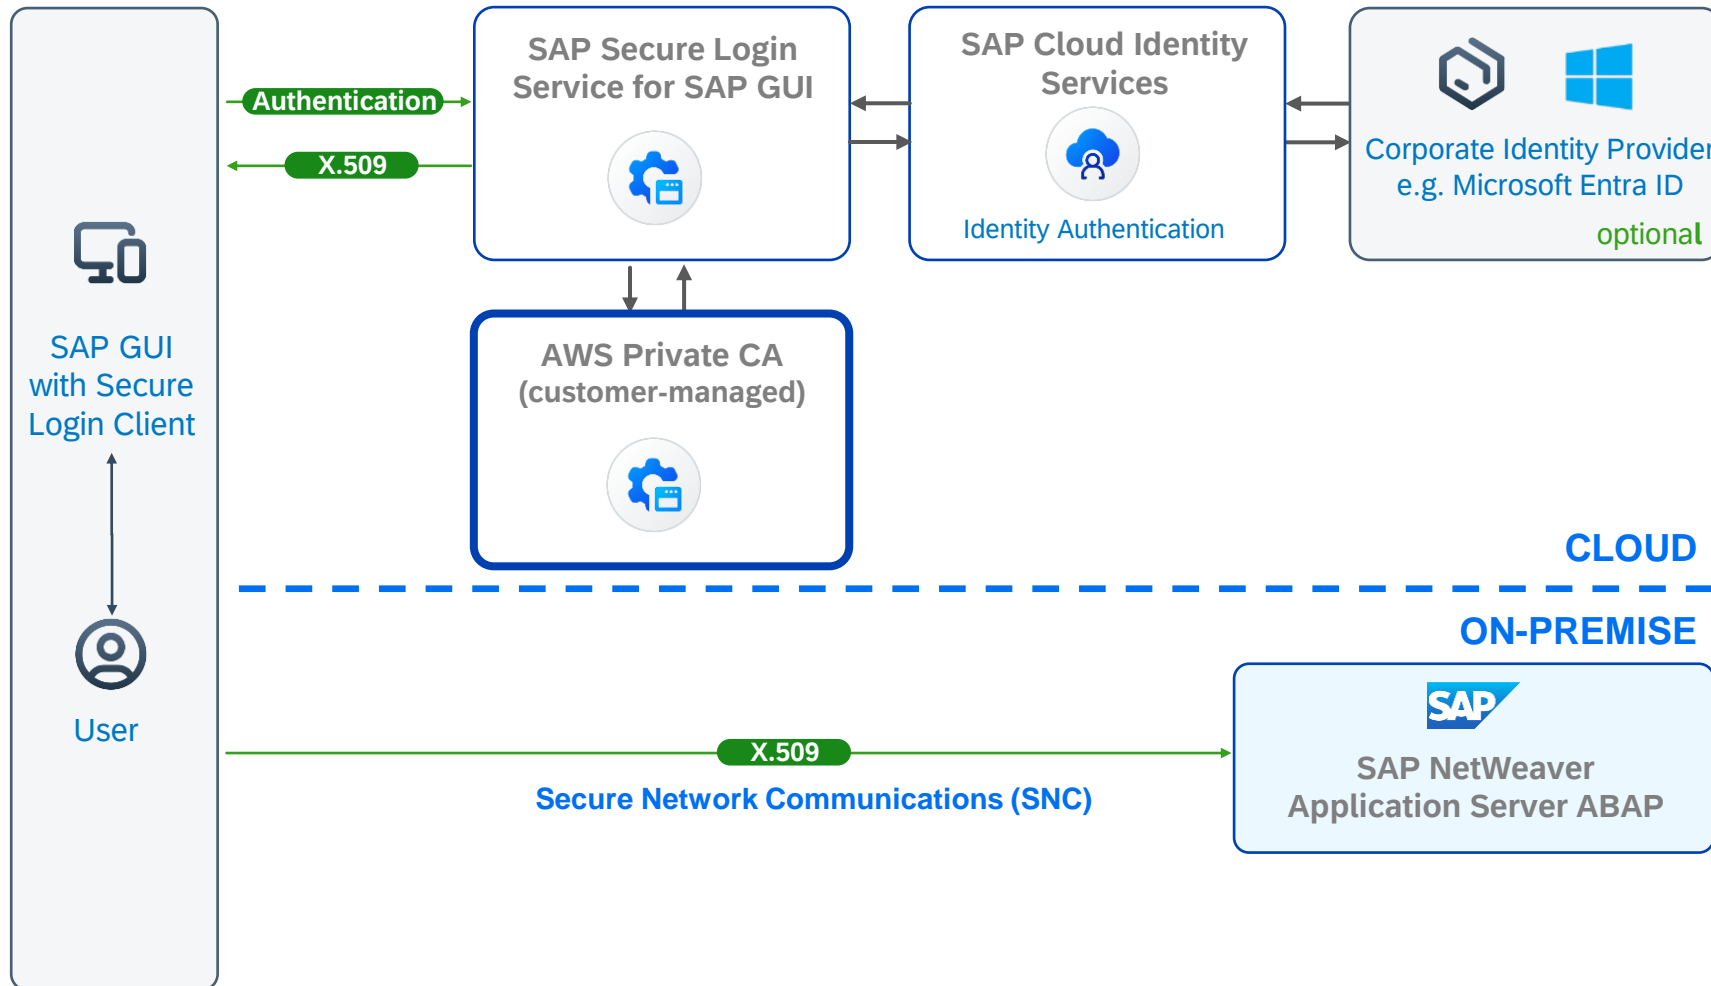 SAP Secure Login
Service for SAP GUI
SAP Cloud Identity
Services
Identity Authentication
Corporate Identity Provider
e.g. Microsoft Entra ID
optional
Authentication
X.509
SAP GUI
with Secure
Login Client
User
AWS Private CA
(customer-managed)
CLOUD
ON-PREMISE
X.509
Secure Network Communications (SNC)
SAP
SAP NetWeaver
Application Server ABAP